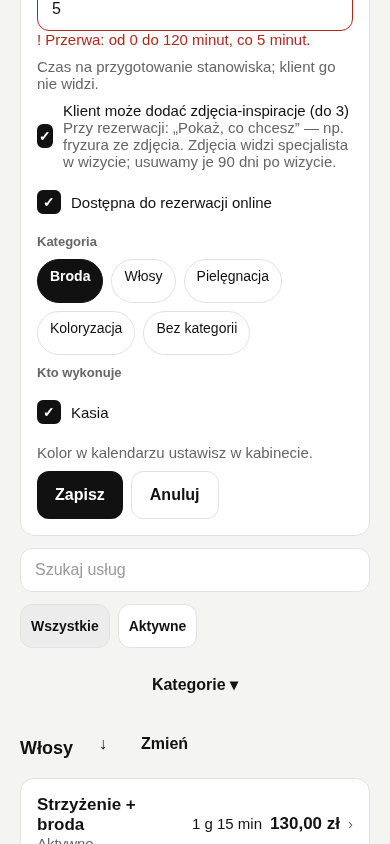 5
! Przerwa: od 0 do 120 minut, co 5 minut.
Czas na przygotowanie stanowiska; klient go
nie widzi.
Klient może dodać zdjęcia-inspiracje (do 3)
Przy rezerwacji: „Pokaż, co chcesz” — np.
fryzura ze zdjęcia. Zdjęcia widzi specjalista
w wizycie; usuwamy je 90 dni po wizycie.
Dostępna do rezerwacji online
Kategoria
Broda Włosy Pielęgnacja
Koloryzacja Bez kategorii
Kto wykonuje
Kasia
Kolor w kalendarzu ustawisz w kabinecie.
Zapisz Anuluj
Szukaj usług
Wszystkie Aktywne
Kategorie ▾
Włosy ↓ Zmień
Strzyżenie +
broda
1 g 15 min 130,00 zł ›
Aktywne